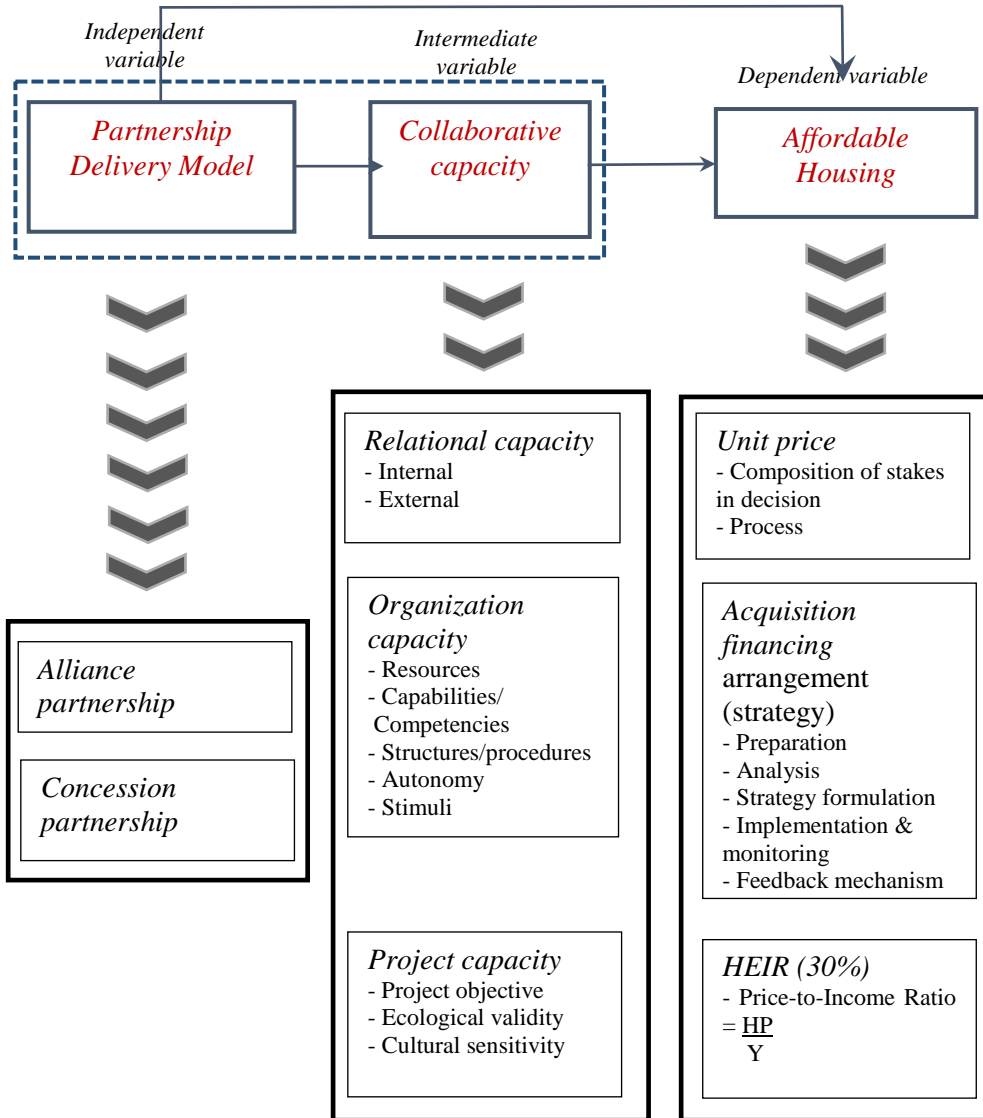 Independent
variable
Intermediate
variable
Dependent variable
Partnership
Delivery Model
Collaborative
capacity
Affordable
Housing
Alliance
partnership
Concession
partnership
Relational capacity
- Internal
- External
Organization
capacity
- Resources
- Capabilities/
Competencies
- Structures/procedures
- Autonomy
- Stimuli
Project capacity
- Project objective
- Ecological validity
- Cultural sensitivity
Unit price
- Composition of stakes
in decision
- Process
Acquisition
financing
arrangement
(strategy)
- Preparation
- Analysis
- Strategy formulation
- Implementation &
monitoring
- Feedback mechanism
HEIR (30%)
- Price-to-Income Ratio
= HP
Y